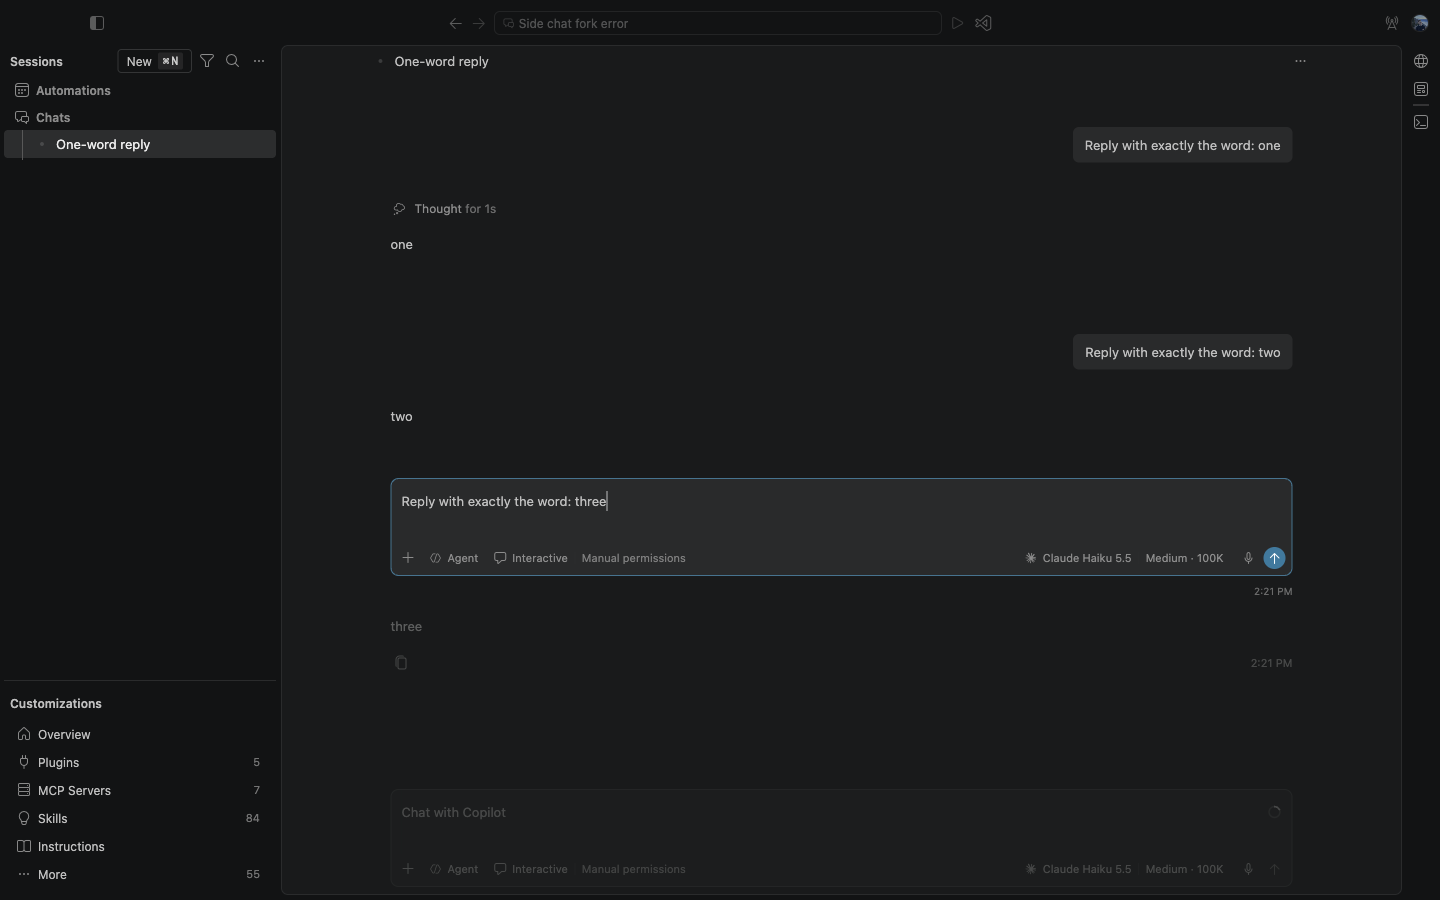 Side chat fork error
Sessions
New ⌘N
Automations
Chats
One-word reply
One-word reply
Reply with exactly the word: one
Thought for 1s
one
Reply with exactly the word: two
two
Reply with exactly the word: three
Agent Interactive Manual permissions Claude Haiku 5.5 Medium · 100K
2:21 PM
three
2:21 PM
Chat with Copilot
Agent Interactive Manual permissions Claude Haiku 5.5 Medium · 100K
Customizations
Overview
Plugins 5
MCP Servers 7
Skills 84
Instructions
More 55